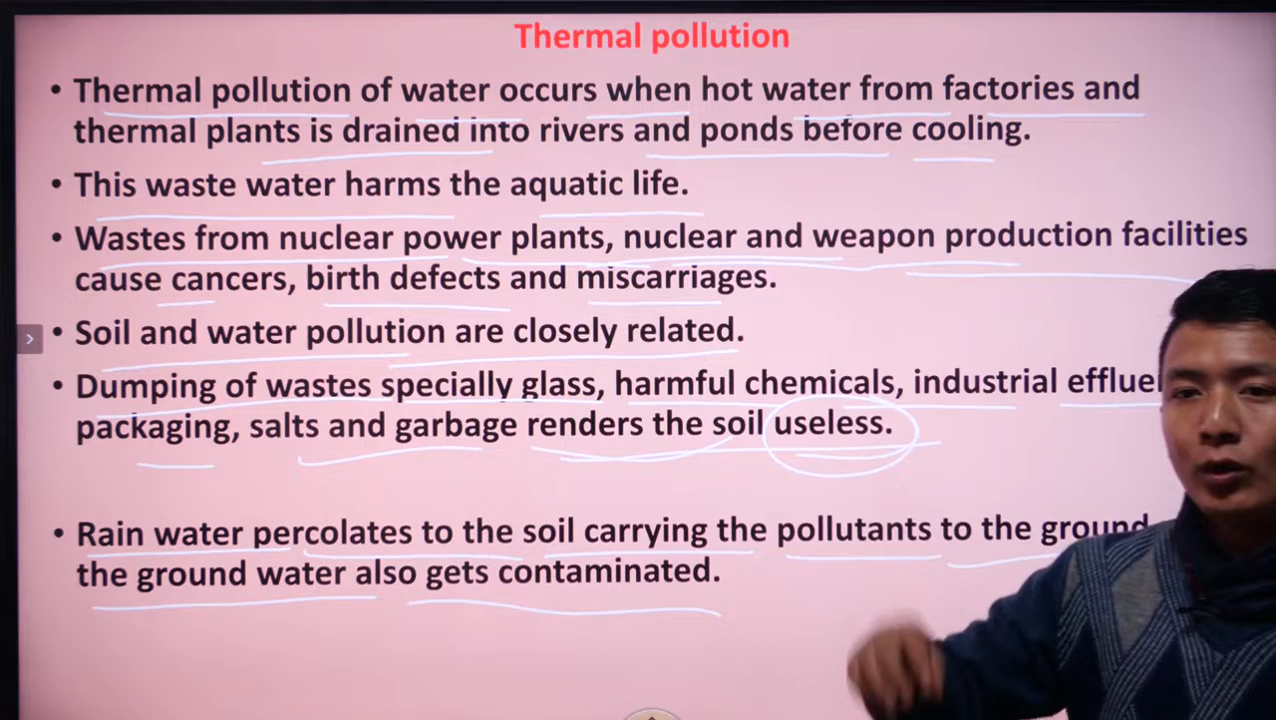 Thermal pollution
• Thermal pollution of water occurs when hot water from factories and
thermal plants is drained into rivers and ponds before cooling.
• This waste water harms the aquatic life.
• Wastes from nuclear power plants, nuclear and weapon production facilities
cause cancers, birth defects and miscarriages.
• Soil and water pollution are closely related.
• Dumping of wastes specially glass, harmful chemicals, industrial
packaging, salts and garbage renders the soil useless.
• Rain water percolates to the soil carrying the pollutants to the ground
the ground water also gets contaminated.